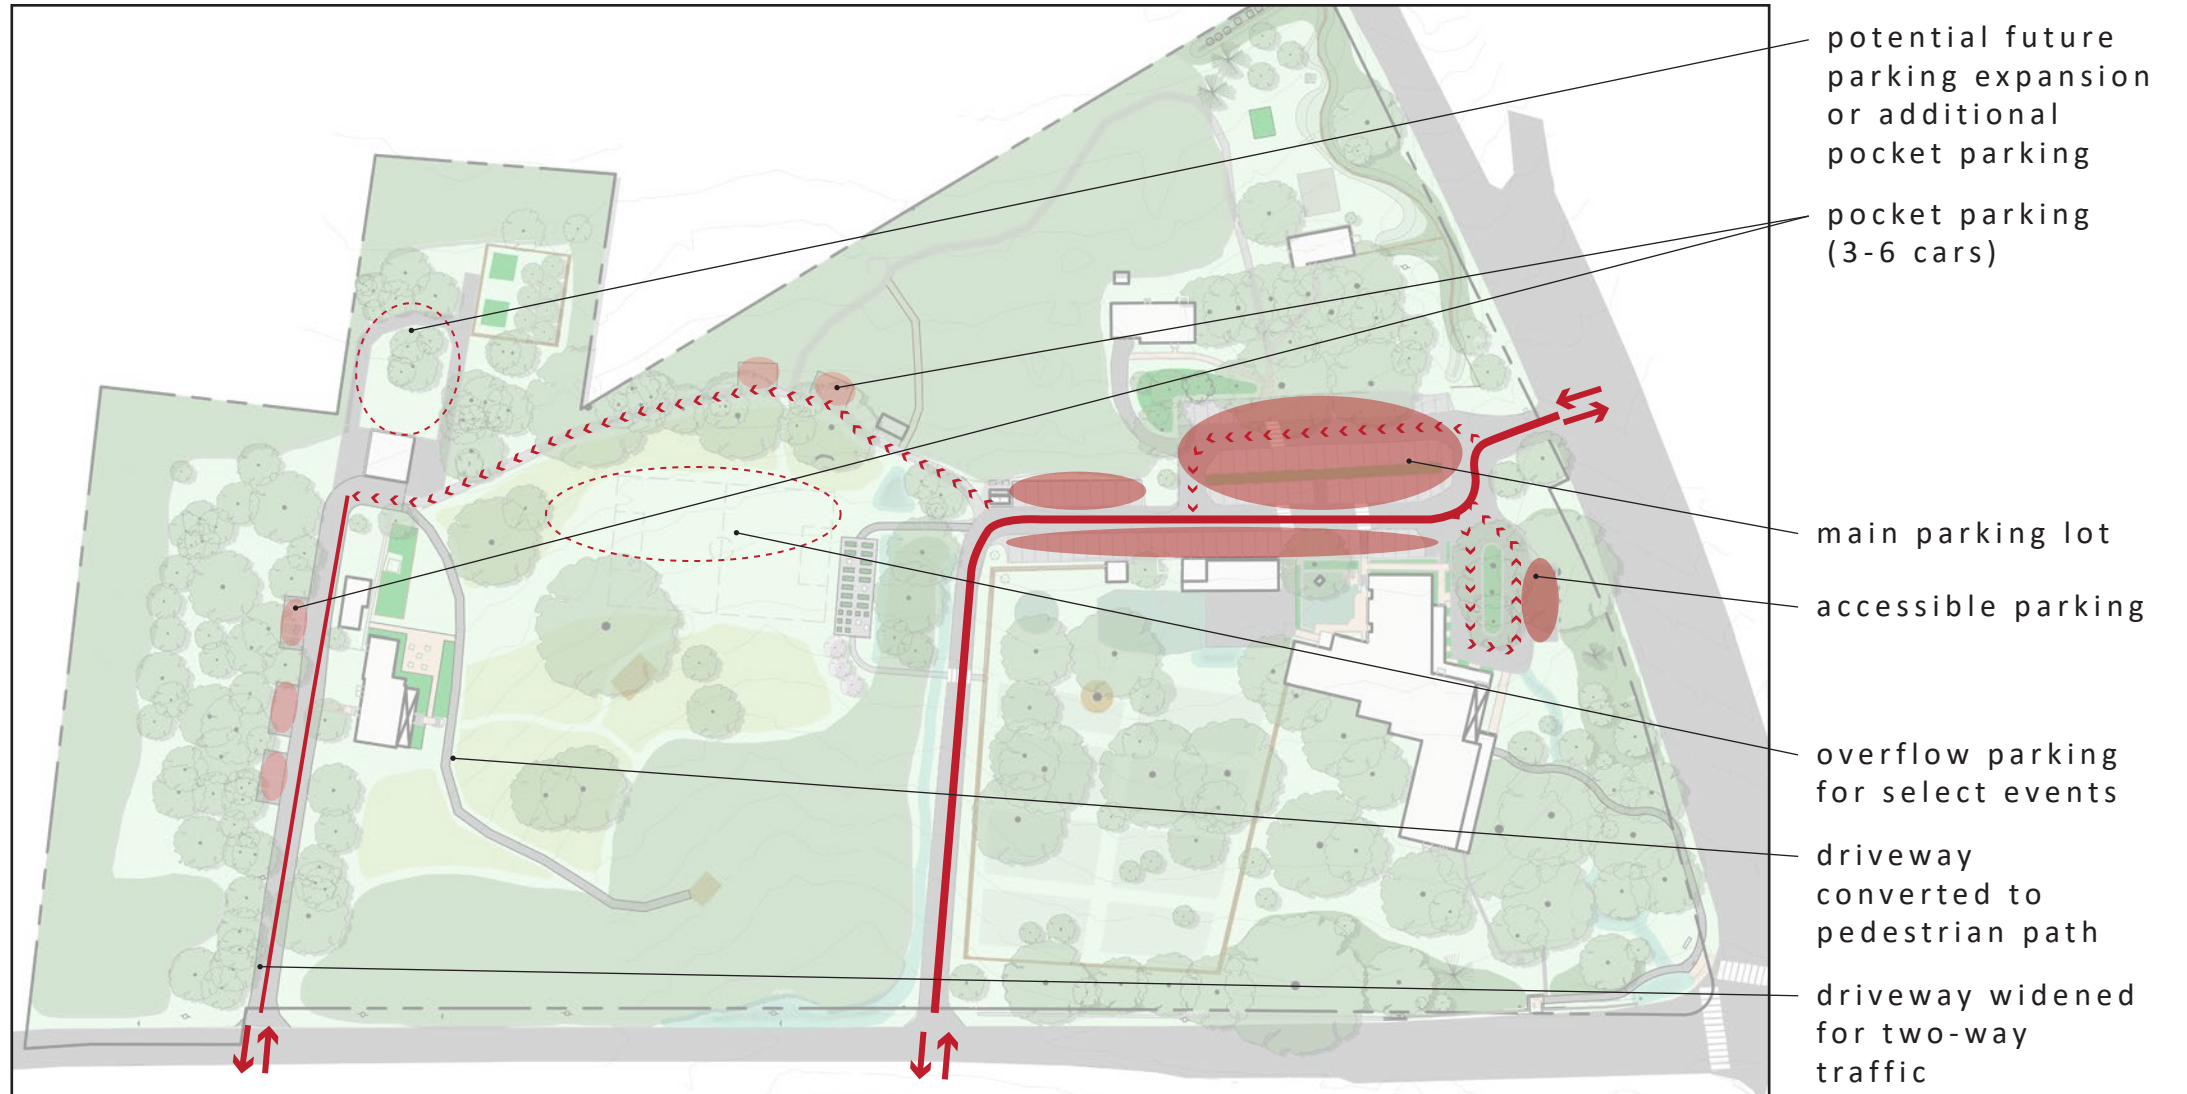 potential future
parking expansion
or additional
pocket parking
pocket parking
(3-6 cars)
main parking lot
accessible parking
overflow parking
for select events
driveway
converted to
pedestrian path
driveway widened
for two-way
traffic